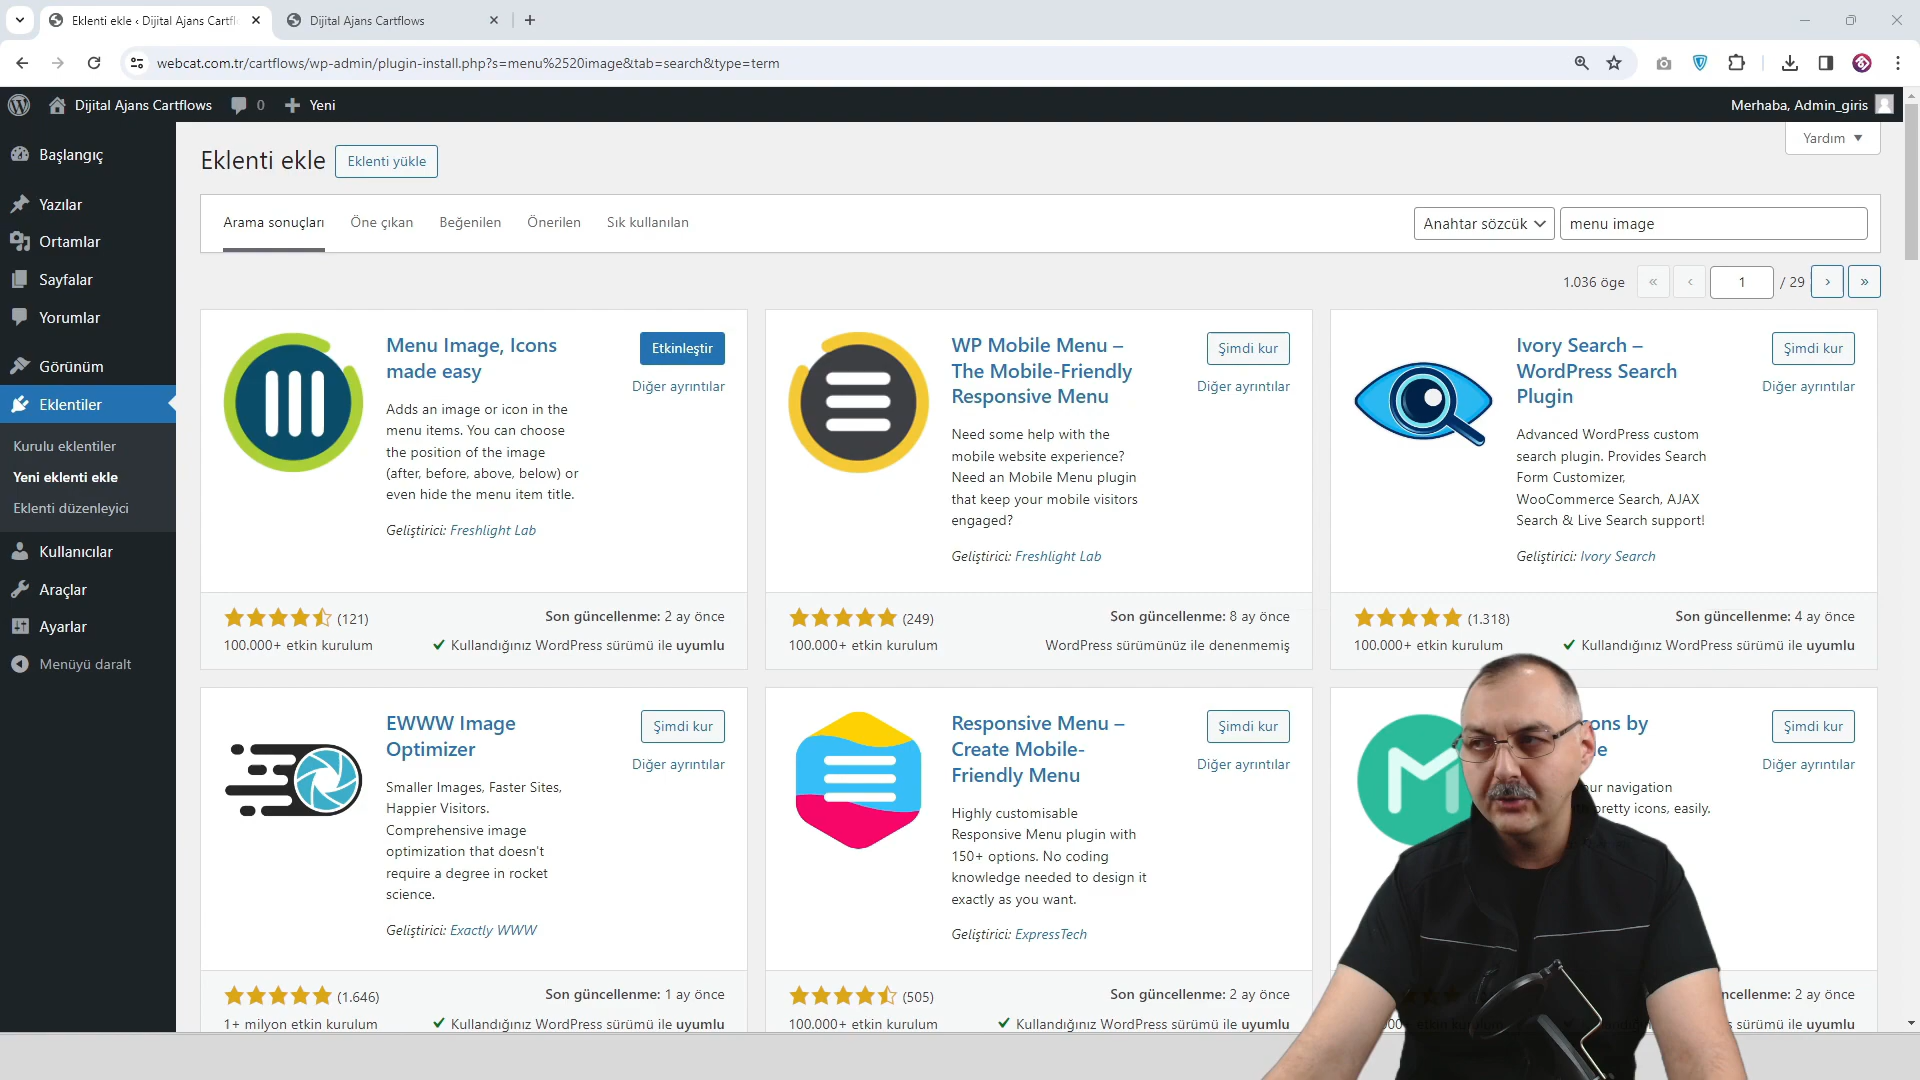 Eklenti ekle ‹ Dijital Ajans Cartfl
Dijital Ajans Cartflows
webcat.com.tr/cartflows/wp-admin/plugin-install.php?s=menu%2520image&tab=search&type=term
Dijital Ajans Cartflows
0
Yeni
Merhaba, Admin_giris
Başlangıç
Yazılar
Ortamlar
Sayfalar
Yorumlar
Görünüm
Eklentiler
Kurulu eklentiler
Yeni eklenti ekle
Eklenti düzenleyici
Kullanıcılar
Araçlar
Ayarlar
Menüyü daralt
Yardım
Eklenti ekle
Eklenti yükle
Arama sonuçları
Öne çıkan
Beğenilen
Önerilen
Sık kullanılan
Anahtar sözcük
menu image
1.036 öge
«
‹
1
/ 29
›
»
Menu Image, Icons
made easy
Etkinleştir
Diğer ayrıntılar
Adds an image or icon in the
menu items. You can choose
the position of the image
(after, before, above, below) or
even hide the menu item title.
Geliştirici: Freshlight Lab
(121)
Son güncellenme: 2 ay önce
100.000+ etkin kurulum
Kullandığınız WordPress sürümü ile uyumlu
WP Mobile Menu –
The Mobile-Friendly
Responsive Menu
Şimdi kur
Diğer ayrıntılar
Need some help with the
mobile website experience?
Need an Mobile Menu plugin
that keep your mobile visitors
engaged?
Geliştirici: Freshlight Lab
(249)
Son güncellenme: 8 ay önce
100.000+ etkin kurulum
WordPress sürümünüz ile denenmemiş
Ivory Search –
WordPress Search
Plugin
Şimdi kur
Diğer ayrıntılar
Advanced WordPress custom
search plugin. Provides Search
Form Customizer,
WooCommerce Search, AJAX
Search & Live Search support!
Geliştirici: Ivory Search
(1.318)
Son güncellenme: 4 ay önce
100.000+ etkin kurulum
Kullandığınız WordPress sürümü ile uyumlu
EWWW Image
Optimizer
Şimdi kur
Diğer ayrıntılar
Smaller Images, Faster Sites,
Happier Visitors.
Comprehensive image
optimization that doesn't
require a degree in rocket
science.
Geliştirici: Exactly WWW
(1.646)
Son güncellenme: 1 ay önce
1+ milyon etkin kurulum
Kullandığınız WordPress sürümü ile uyumlu
Responsive Menu –
Create Mobile-
Friendly Menu
Şimdi kur
Diğer ayrıntılar
Highly customisable
Responsive Menu plugin with
150+ options. No coding
knowledge needed to design it
exactly as you want.
Geliştirici: ExpressTech
(505)
Son güncellenme: 2 ay önce
100.000+ etkin kurulum
Kullandığınız WordPress sürümü ile uyumlu
M
by
Şimdi kur
Diğer ayrıntılar
navigation
pretty icons, easily.
2 ay önce
sürümü ile uyumlu